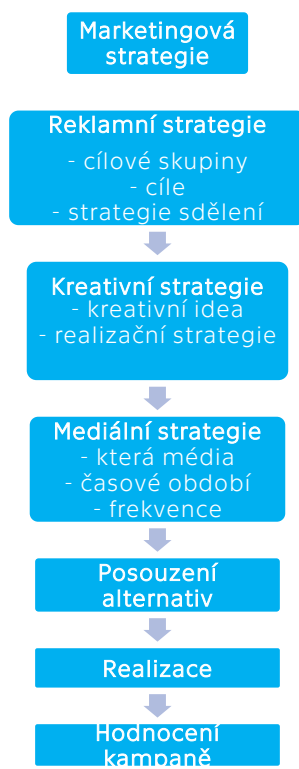 Marketingová
strategie
Reklamní strategie
- cílové skupiny
- cíle
- strategie sdělení
Kreativní strategie
- kreativní idea
- realizační strategie
Mediální strategie
- která média
- časové období
- frekvence
Posouzení
alternativ
Realizace
Hodnocení
kampaně